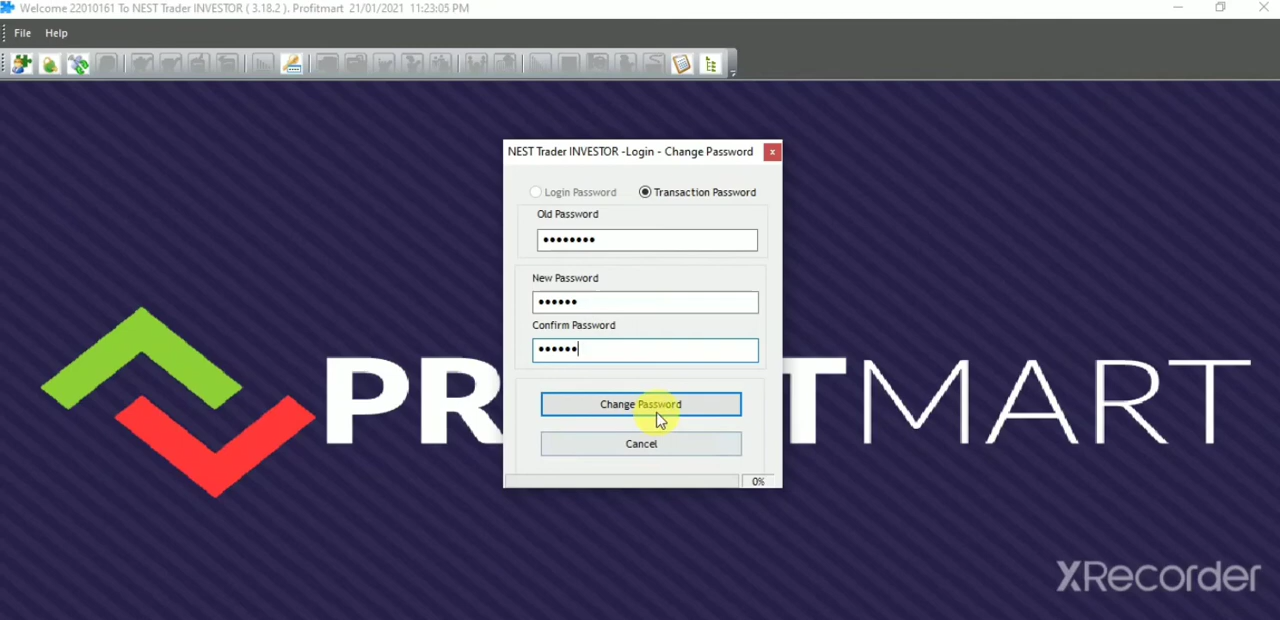 Welcome 22010161 To NEST Trader INVESTOR ( 3.18.2 ). Profitmart 21/01/2021 11:23:05 PM
File Help
NEST Trader INVESTOR -Login - Change Password x
Login Password Transaction Password
Old Password
••••••••
New Password
••••••
Confirm Password
••••••
Change Password
Cancel
0%
PR TMART
XRecorder